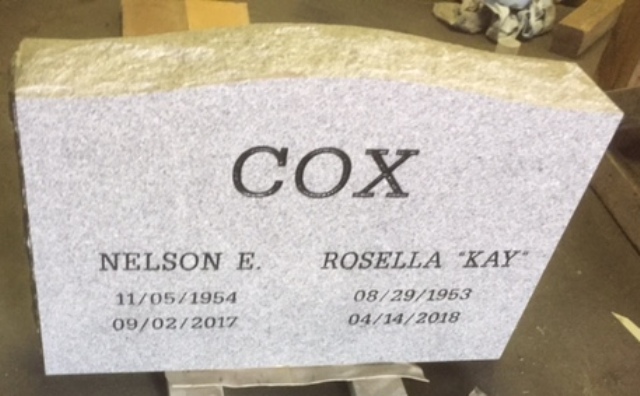 COX
NELSON E. ROSELLA "KAY"
11/05/1954 08/29/1953
09/02/2017 04/14/2018